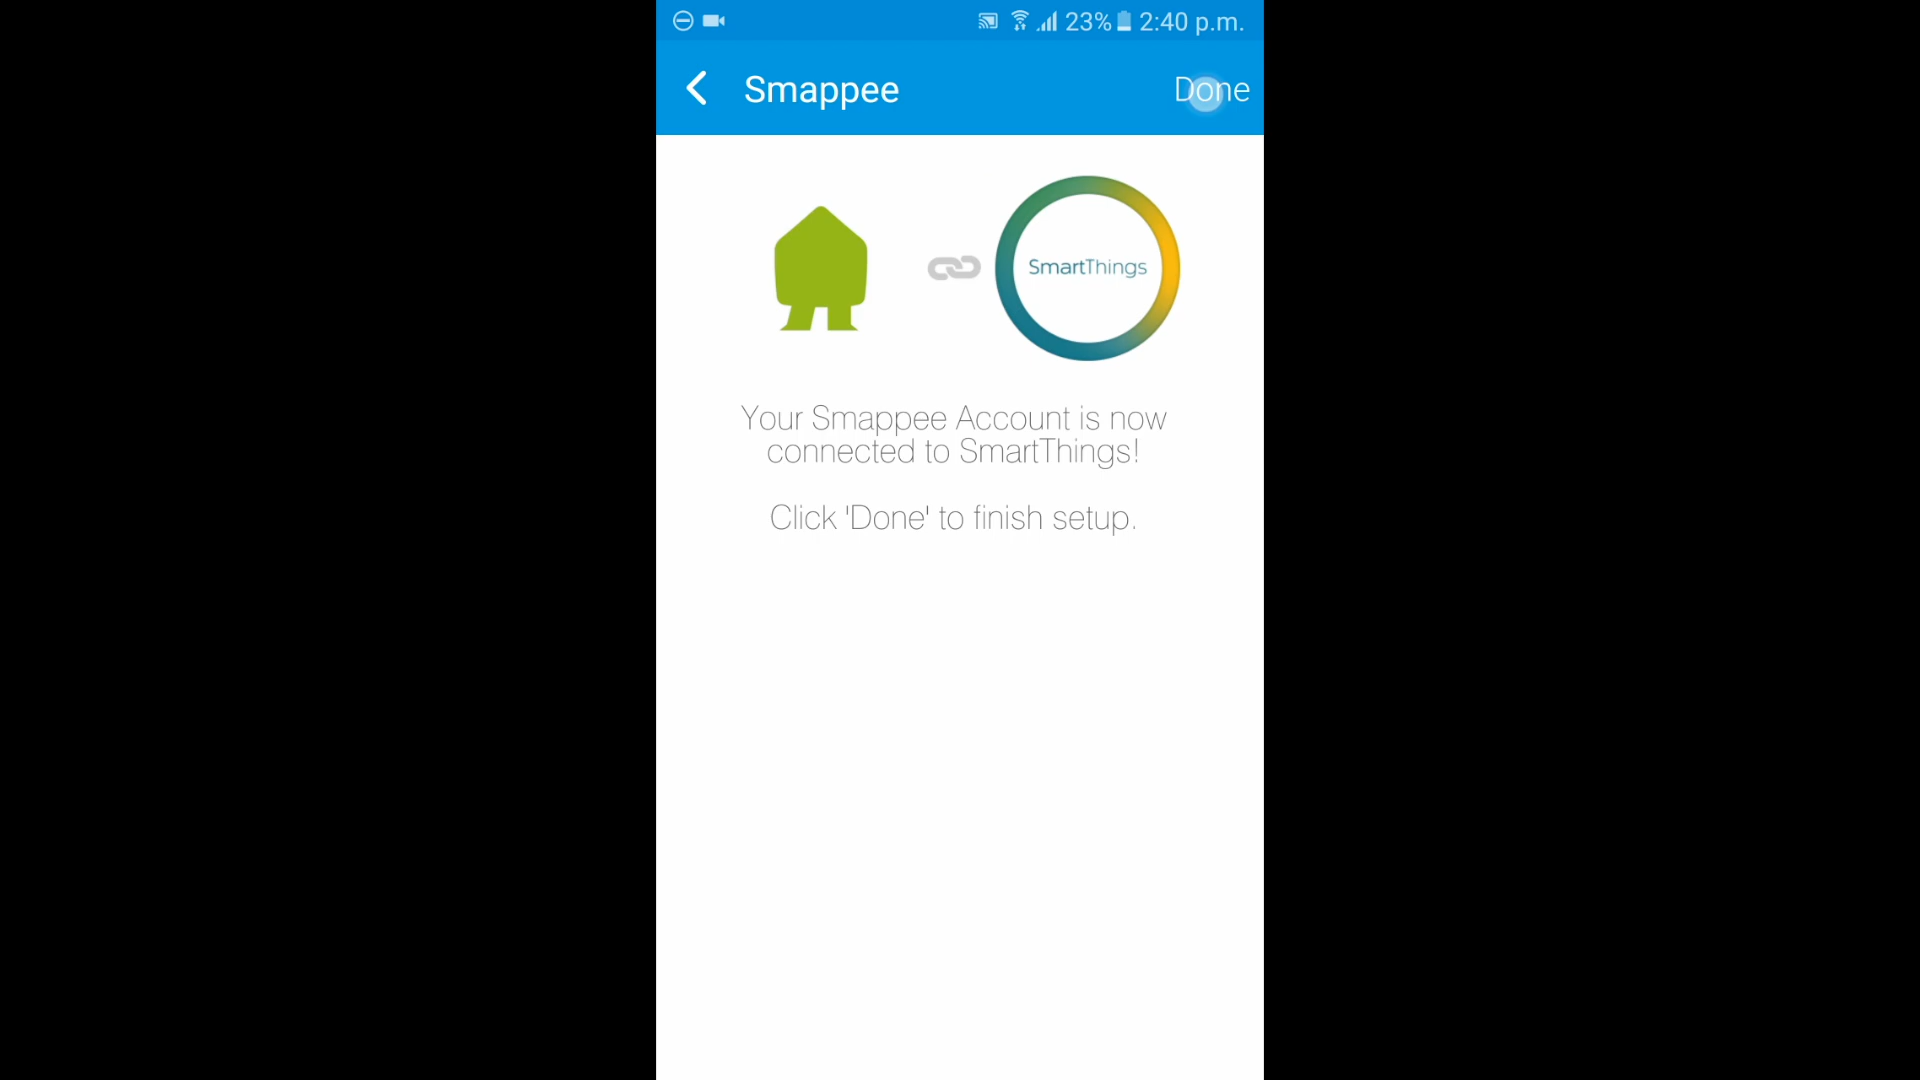 23% 2:40 p.m.
Smappee Done
SmartThings
Your Smappee Account is now
connected to SmartThings!
Click 'Done' to finish setup.